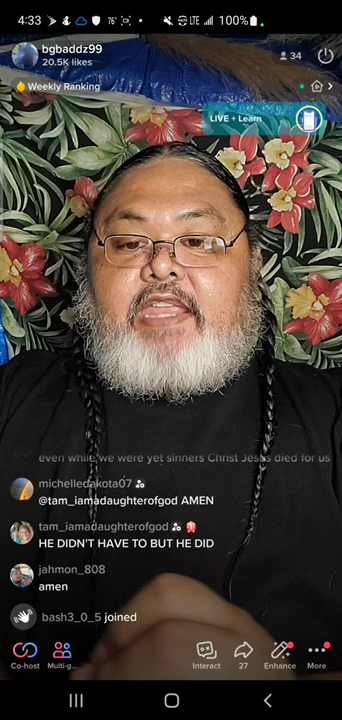 4:33
76°
LTE
100%
bgbaddz99
20.5K likes
34
Weekly Ranking
LIVE + Learn
even while we were yet sinners Christ Jesus died for us
michelledakota07
@tam_iamadaughterofgod AMEN
tam_iamadaughterofgod
HE DIDN'T HAVE TO BUT HE DID
jahmon_808
amen
bash3_0_5 joined
Co-host
Multi-g...
Interact
27
Enhance
More